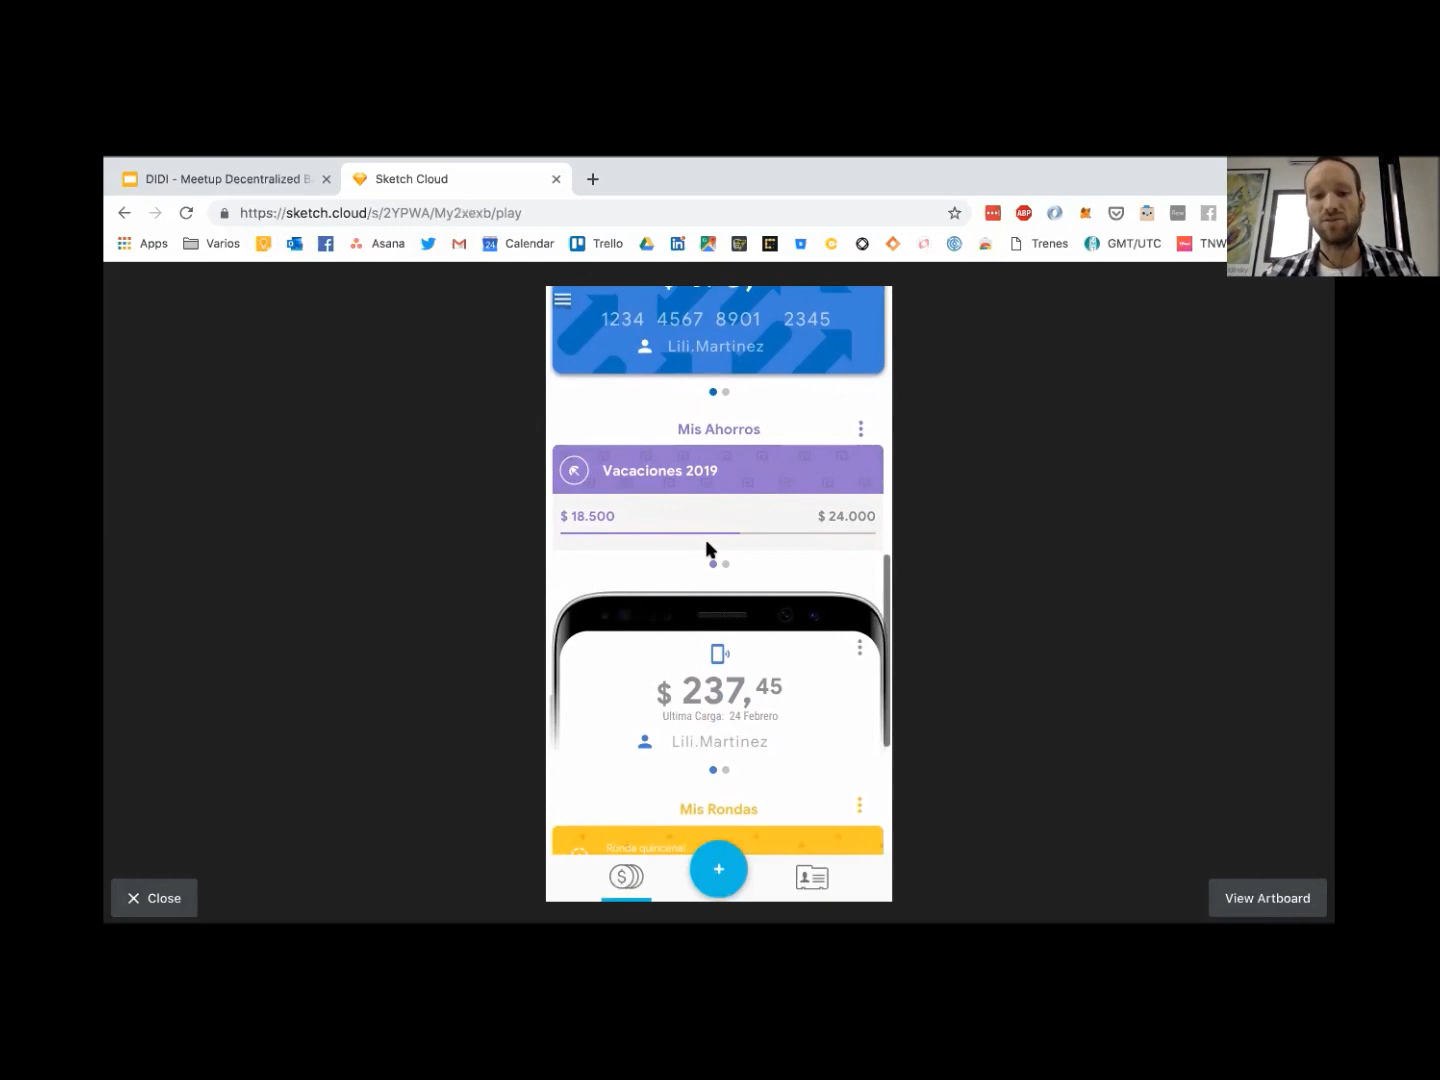 DIDI - Meetup Decentralized B
Sketch Cloud
https://sketch.cloud/s/2YPWA/My2xexb/play
ABP
Apps Varios Asana 24 Calendar Trello Trenes GMT/UTC TNW
1234 4567 8901 2345
Lili.Martinez
Mis Ahorros
Vacaciones 2019
$ 18.500 $ 24.000
$ 237,45
Ultima Carga: 24 Febrero
Lili.Martinez
Mis Rondas
Ronda quincenal
Close
View Artboard